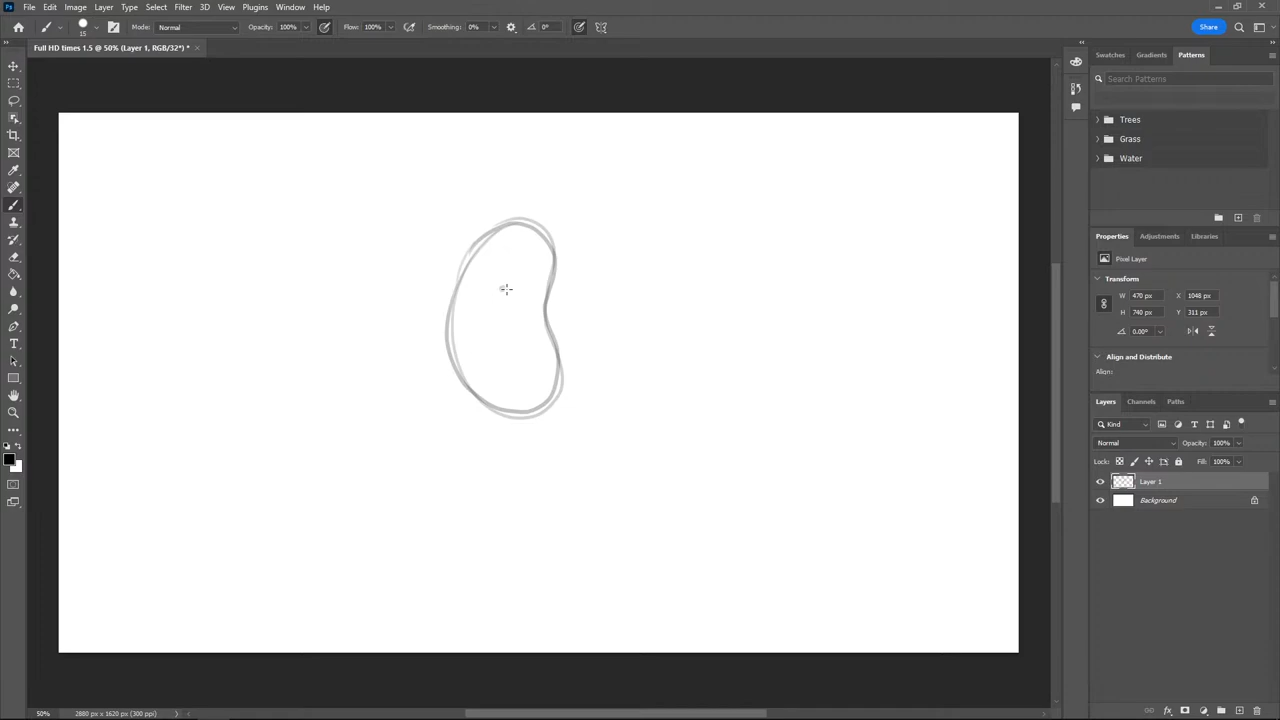 Ps File Edit Image Layer Type Select Filter 3D View Plugins Window Help
15 Mode: Normal Opacity: 100% Flow: 100% Smoothing: 0% 0° Share
Full HD times 1.5 @ 50% (Layer 1, RGB/32*) *
Swatches Gradients Patterns
Search Patterns
Trees
Grass
Water
Properties Adjustments Libraries
Pixel Layer
Transform
W 470 px X 1048 px
H 740 px Y 311 px
0.00°
Align and Distribute
Align:
Layers Channels Paths
Kind
Normal Opacity: 100%
Lock: Fill: 100%
Layer 1
Background
50% 2880 px x 1620 px (300 ppi)